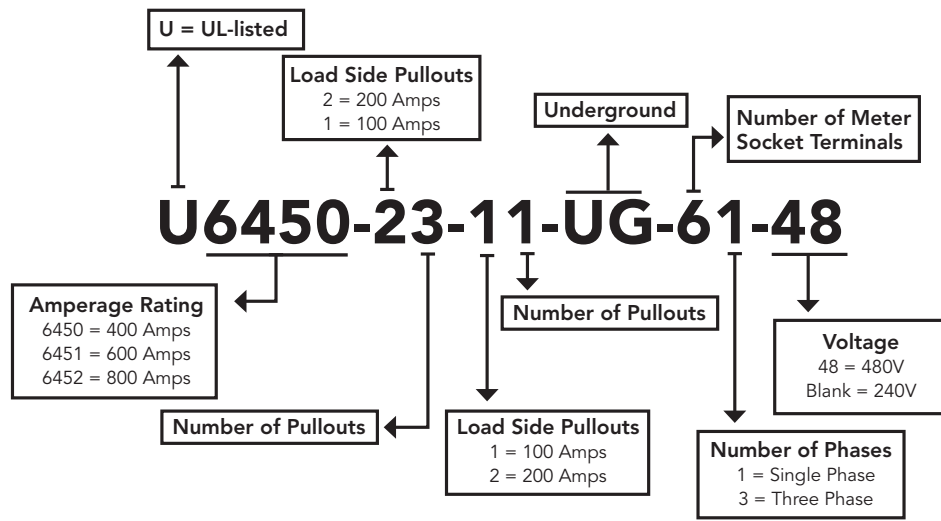 U = UL-listed
Load Side Pullouts
2 = 200 Amps
1 = 100 Amps
Underground
Number of Meter
Socket Terminals
U6450-23-11-UG-61-48
Amperage Rating
6450 = 400 Amps
6451 = 600 Amps
6452 = 800 Amps
Number of Pullouts
Number of Pullouts
Load Side Pullouts
1 = 100 Amps
2 = 200 Amps
Voltage
48 = 480V
Blank = 240V
Number of Phases
1 = Single Phase
3 = Three Phase